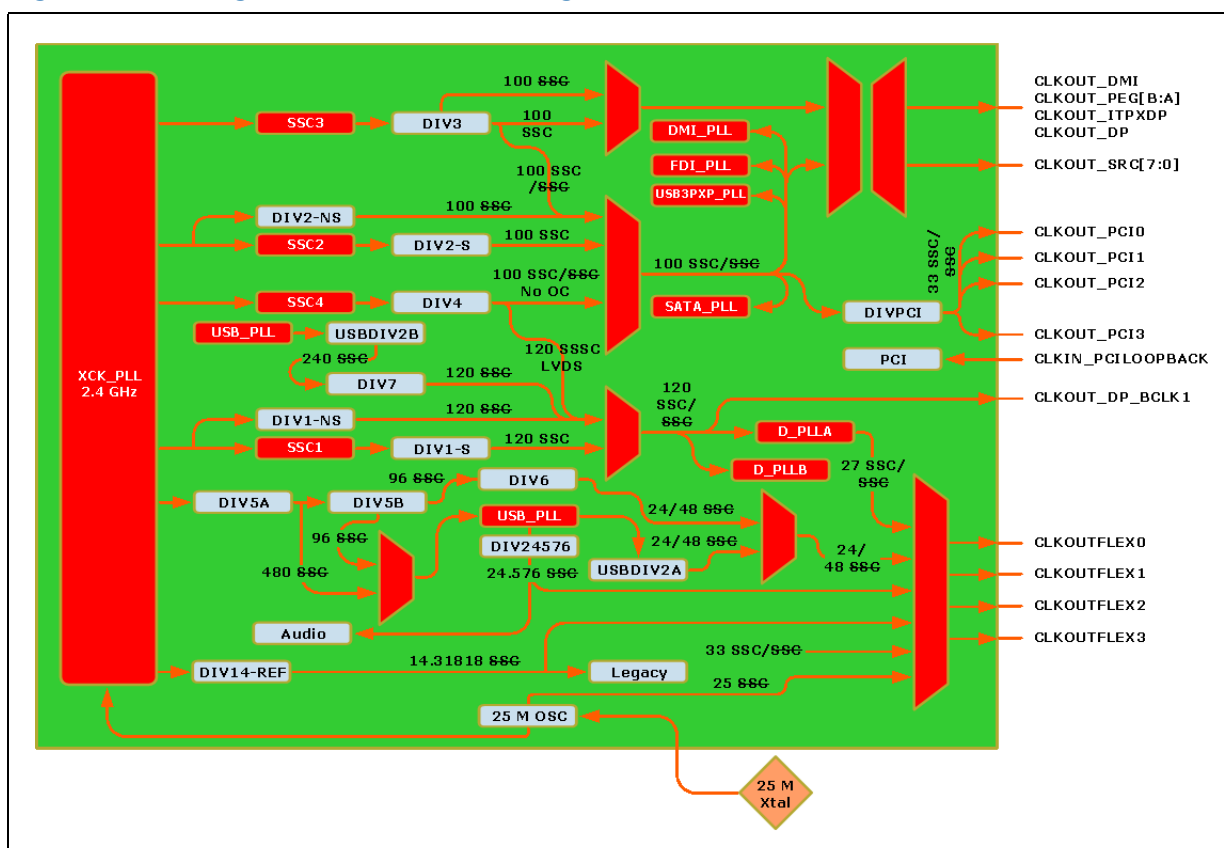 100 SSC
SSC3
DIV3
100
SSC
DMI_PLL
FDI_PLL
USB3PXP_PLL
CLKOUT_DMI
CLKOUT_PEG[B:A]
CLKOUT_ITPXDP
CLKOUT_DP
CLKOUT_SRC[7:0]
100 SSC
/SSC
DIV2-NS
100 SSC
SSC2
DIV2-S
100 SSC
100 SSC/SSC
No OC
100 SSC/SSC
33 SSC/
SSC
CLKOUT_PCI0
CLKOUT_PCI1
CLKOUT_PCI2
CLKOUT_PCI3
SSC4
DIV4
SATA_PLL
DIVPCI
USB_PLL
USBDIV2B
240 SSC
120 SSSC
LVDS
PCI
CLKIN_PCILOOPBACK
XCK_PLL
2.4 GHz
DIV7
120 SSC
120
SSC/
SSC
CLKOUT_DP_BCLK1
DIV1-NS
120 SSC
SSC1
DIV1-S
120 SSC
D_PLLA
D_PLLB
27 SSC/
SSC
DIV5A
DIV5B
96 SSC
DIV6
96 SSC
480 SSC
USB_PLL
DIV24576
24.576 SSC
24/48 SSC
24/48 SSC
USBDIV2A
24/
48 SSC
CLKOUTFLEX0
CLKOUTFLEX1
CLKOUTFLEX2
CLKOUTFLEX3
Audio
DIV14-REF
14.31818 SSC
Legacy
33 SSC/SSC
25 SSC
25 M OSC
25 M
Xtal